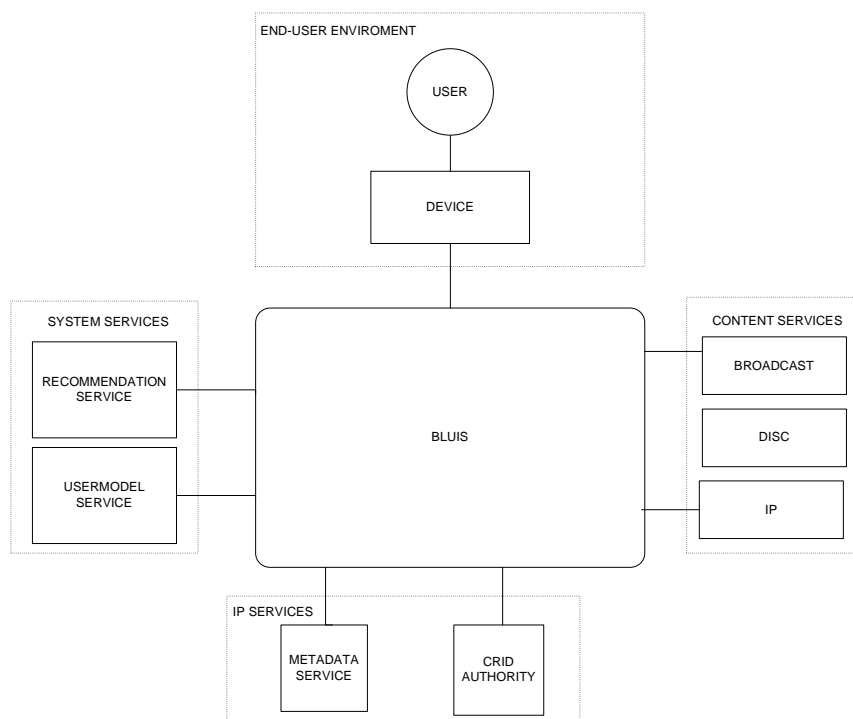 END-USER ENVIROMENT
USER
DEVICE
SYSTEM SERVICES
RECOMMENDATION
SERVICE
USERMODEL
SERVICE
BLUIS
CONTENT SERVICES
BROADCAST
DISC
IP
IP SERVICES
METADATA
SERVICE
CRID
AUTHORITY